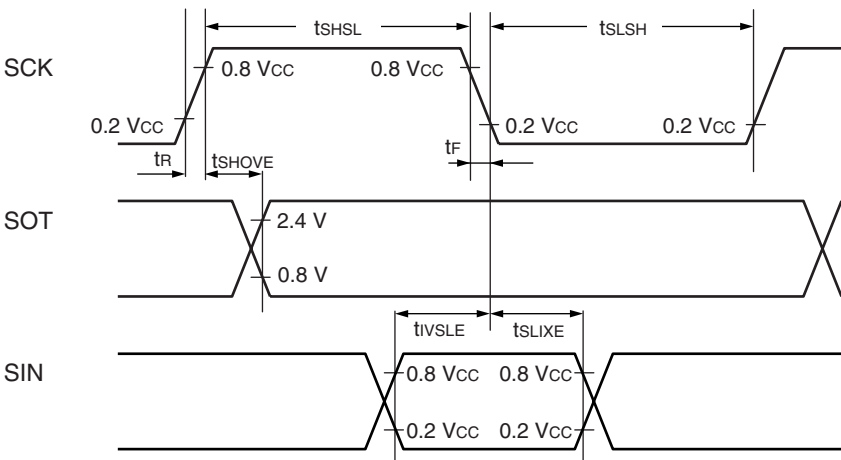 tSHSL tSLSH
SCK 0.8 VCC 0.8 VCC
0.2 VCC 0.2 VCC 0.2 VCC
tR tSHOVE tF
SOT 2.4 V
0.8 V
tIVSLE tSLIXE
SIN 0.8 VCC 0.8 VCC
0.2 VCC 0.2 VCC